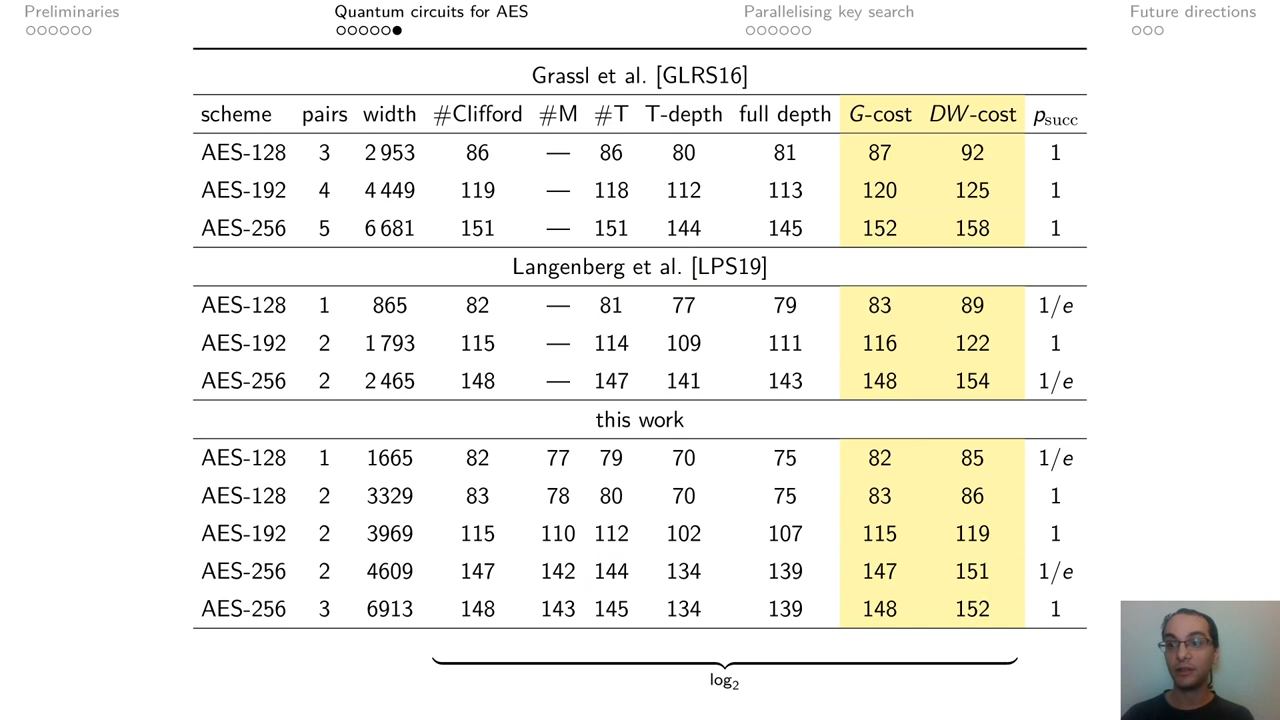 Preliminaries Quantum circuits for AES Parallelising key search Future directions
Grassl et al. [GLRS16]
scheme pairs width #Clifford #M #T T-depth full depth G-cost DW-cost p_succ
AES-128 3 2 953 86 — 86 80 81 87 92 1
AES-192 4 4 449 119 — 118 112 113 120 125 1
AES-256 5 6 681 151 — 151 144 145 152 158 1
Langenberg et al. [LPS19]
AES-128 1 865 82 — 81 77 79 83 89 1/e
AES-192 2 1 793 115 — 114 109 111 116 122 1
AES-256 2 2 465 148 — 147 141 143 148 154 1/e
this work
AES-128 1 1665 82 77 79 70 75 82 85 1/e
AES-128 2 3329 83 78 80 70 75 83 86 1
AES-192 2 3969 115 110 112 102 107 115 119 1
AES-256 2 4609 147 142 144 134 139 147 151 1/e
AES-256 3 6913 148 143 145 134 139 148 152 1
log₂